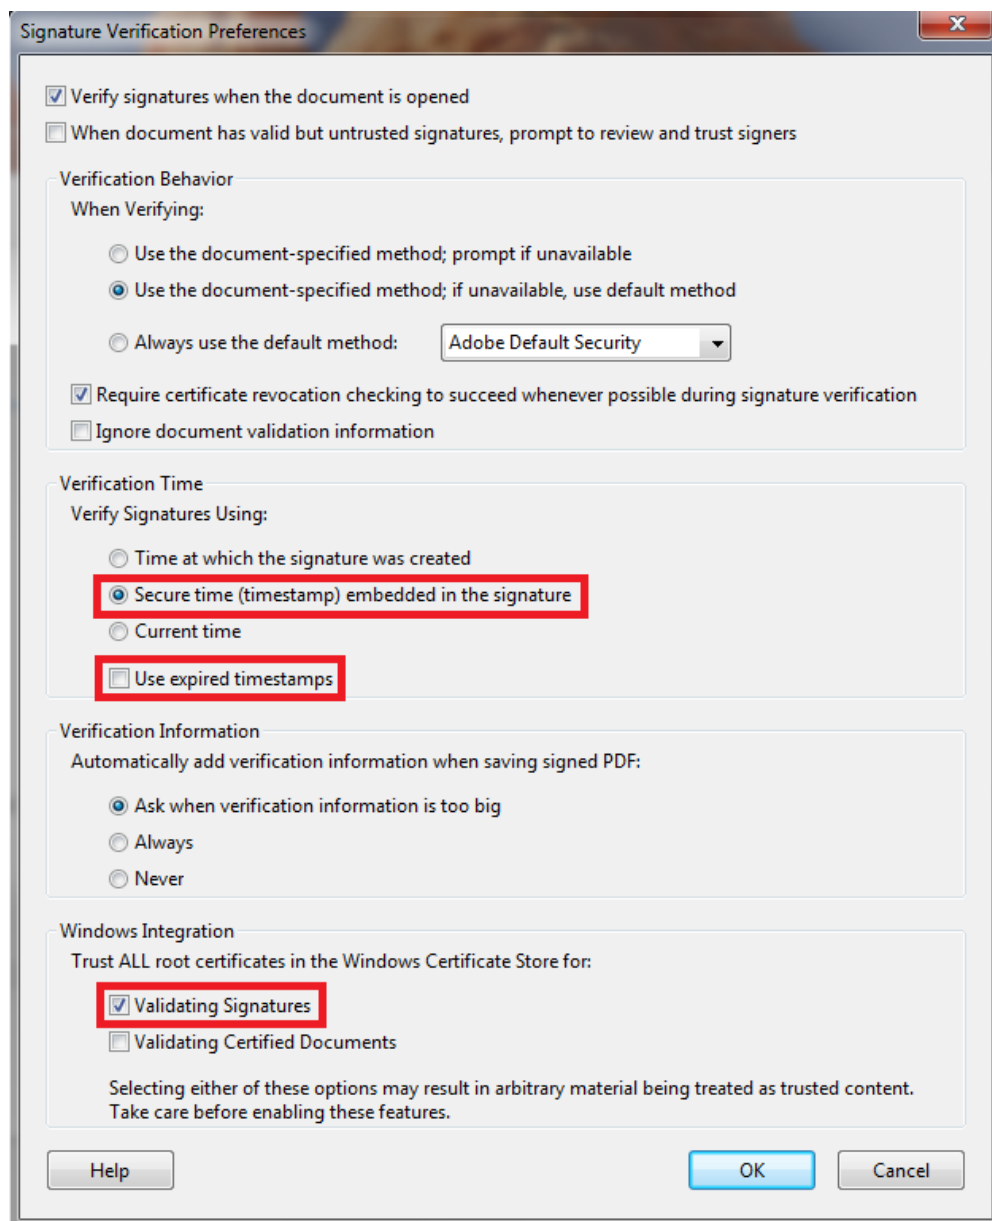 Signature Verification Preferences
Verify signatures when the document is opened
When document has valid but untrusted signatures, prompt to review and trust signers
Verification Behavior
When Verifying:
Use the document-specified method; prompt if unavailable
Use the document-specified method; if unavailable, use default method
Always use the default method: Adobe Default Security
Require certificate revocation checking to succeed whenever possible during signature verification
Ignore document validation information
Verification Time
Verify Signatures Using:
Time at which the signature was created
Secure time (timestamp) embedded in the signature
Current time
Use expired timestamps
Verification Information
Automatically add verification information when saving signed PDF:
Ask when verification information is too big
Always
Never
Windows Integration
Trust ALL root certificates in the Windows Certificate Store for:
Validating Signatures
Validating Certified Documents
Selecting either of these options may result in arbitrary material being treated as trusted content.
Take care before enabling these features.
Help OK Cancel